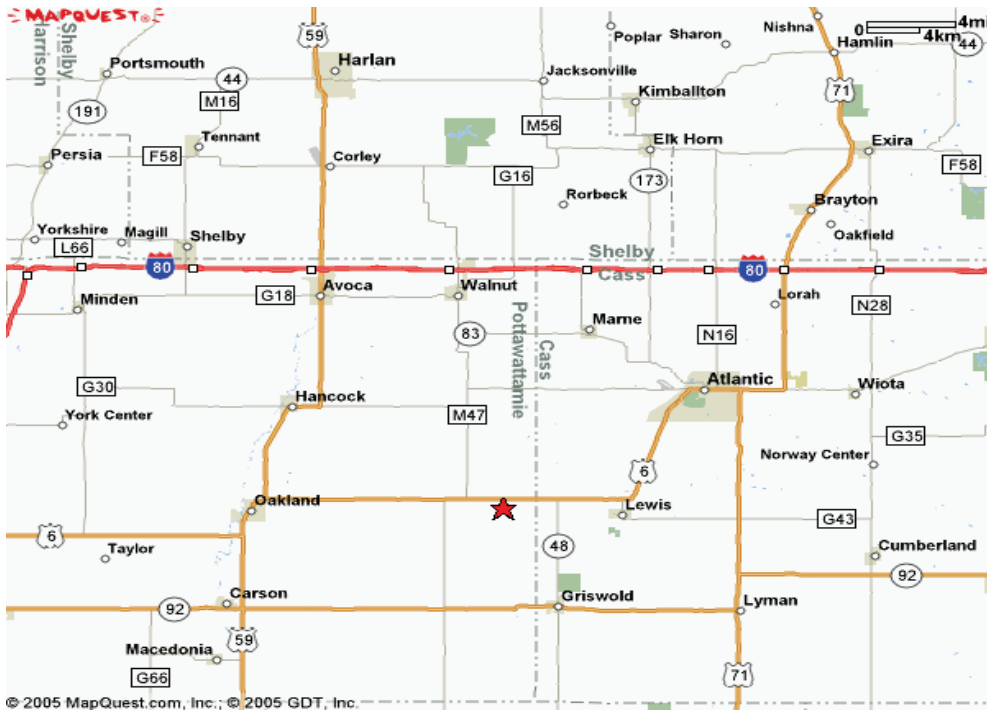 MAPQUEST®
4mi
0
4km
59
Nishna
Poplar
Sharon
Hamlin
44
Harrison
Shelby
Portsmouth
44
Harlan
Jacksonville
71
M16
Kimballton
191
Tennant
M56
Elk Horn
Exira
Persia
F58
Corley
F58
G16
173
Rorbeck
Brayton
Yorkshire
Magill
Shelby
Oakfield
L66
Shelby
80
80
Cass
Minden
G18
Avoca
Walnut
Lorah
N28
Marne
83
N16
Pottawattamie
Cass
G30
Atlantic
Wiota
Hancock
York Center
M47
G35
Norway Center
6
Oakland
Lewis
G43
6
48
Cumberland
Taylor
92
Carson
Griswold
92
Lyman
59
Macedonia
71
G66
© 2005 MapQuest.com, Inc.; © 2005 GDT, Inc.